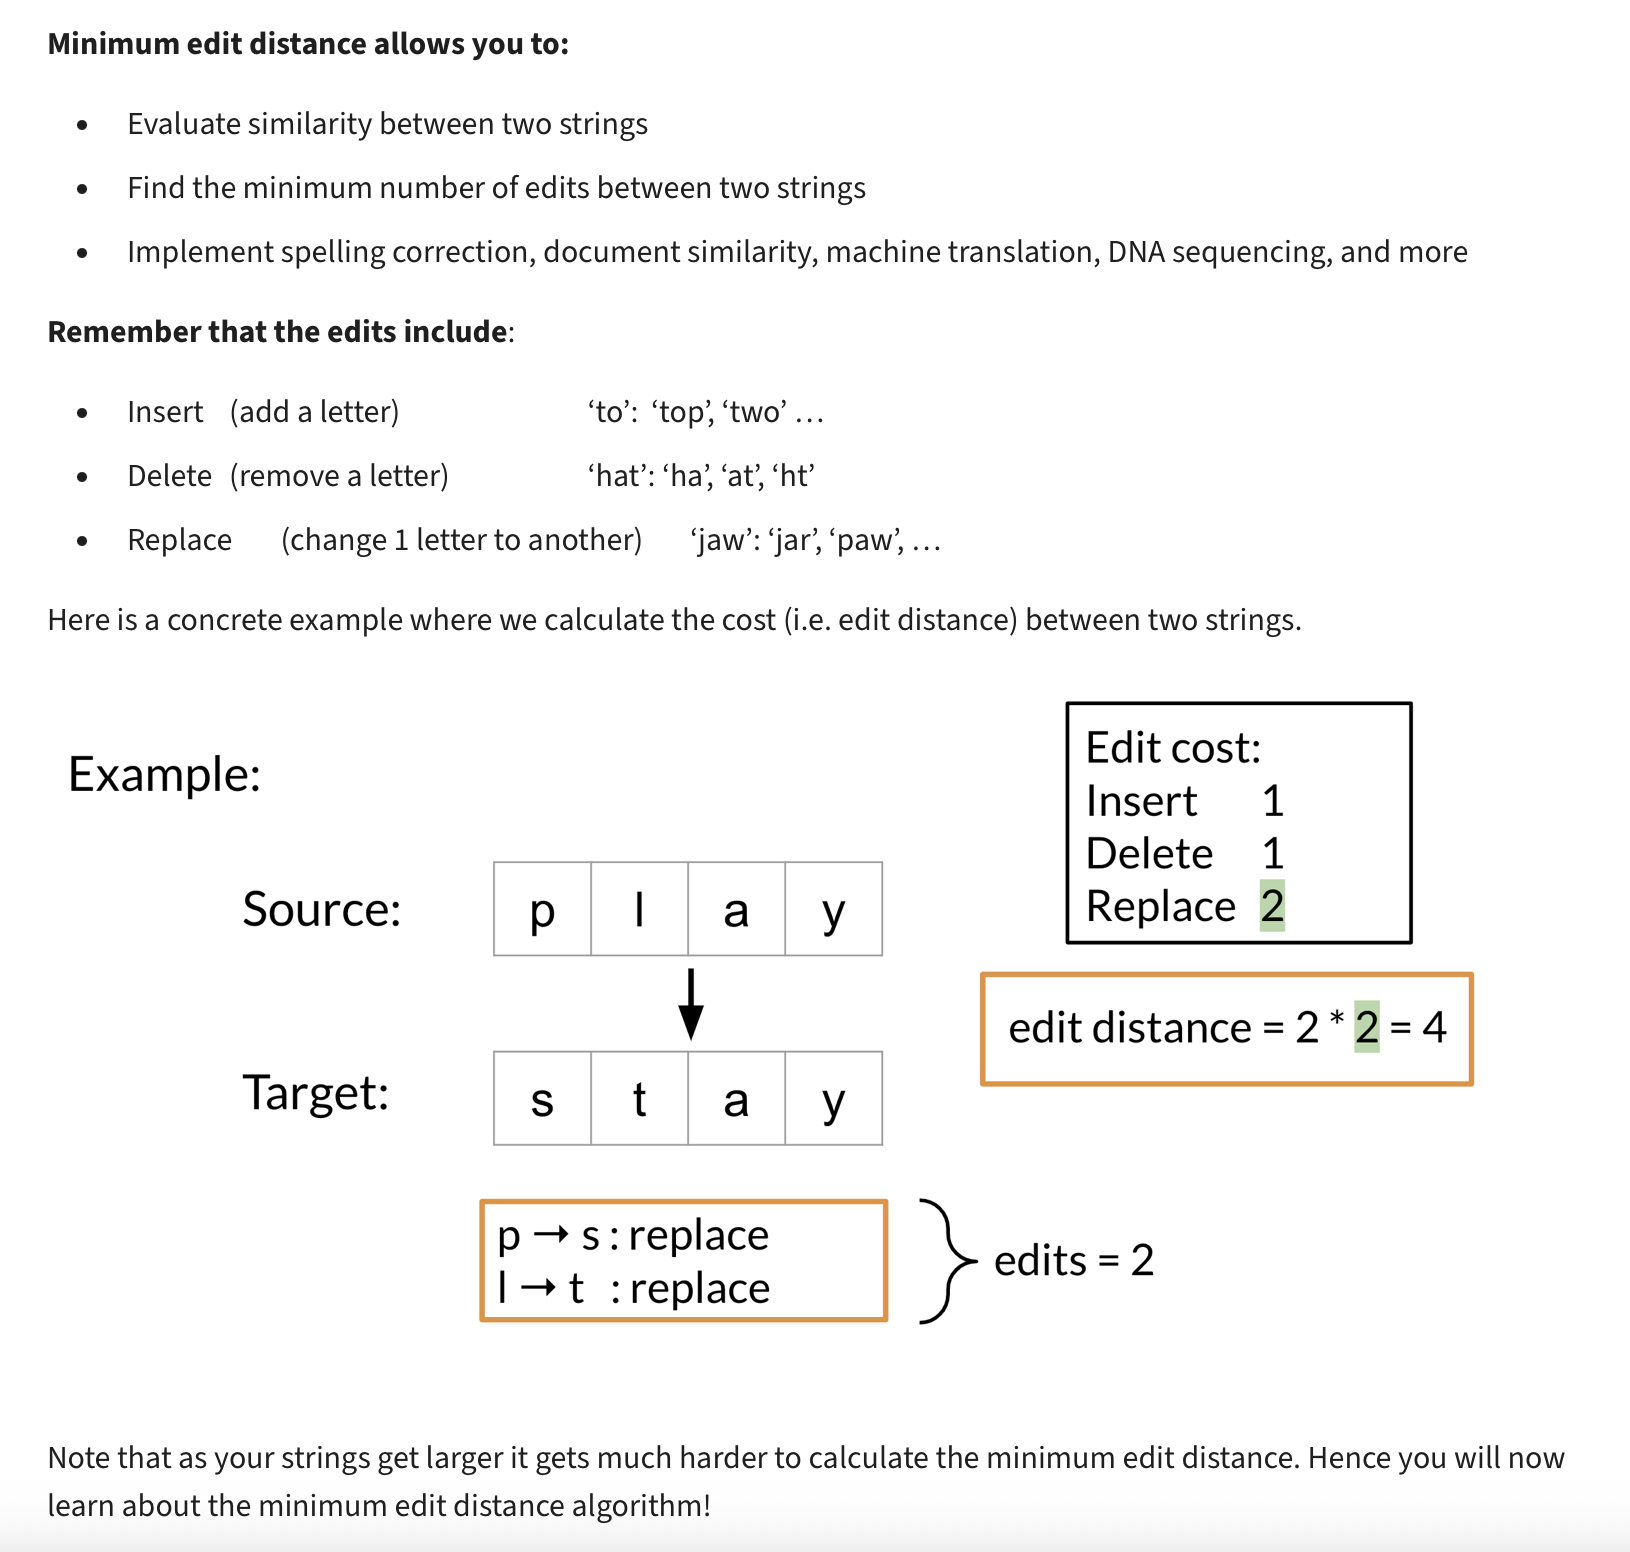 Minimum edit distance allows you to:
• Evaluate similarity between two strings
• Find the minimum number of edits between two strings
• Implement spelling correction, document similarity, machine translation, DNA sequencing, and more
Remember that the edits include:
• Insert (add a letter) ‘to’: ‘top’, ‘two’ …
• Delete (remove a letter) ‘hat’: ‘ha’, ‘at’, ‘ht’
• Replace (change 1 letter to another) ‘jaw’: ‘jar’, ‘paw’, …
Here is a concrete example where we calculate the cost (i.e. edit distance) between two strings.
Example:
Source: p l a y
Target: s t a y
p → s : replace
l → t : replace
edits = 2
Edit cost:
Insert 1
Delete 1
Replace 2
edit distance = 2 * 2 = 4
Note that as your strings get larger it gets much harder to calculate the minimum edit distance. Hence you will now
learn about the minimum edit distance algorithm!